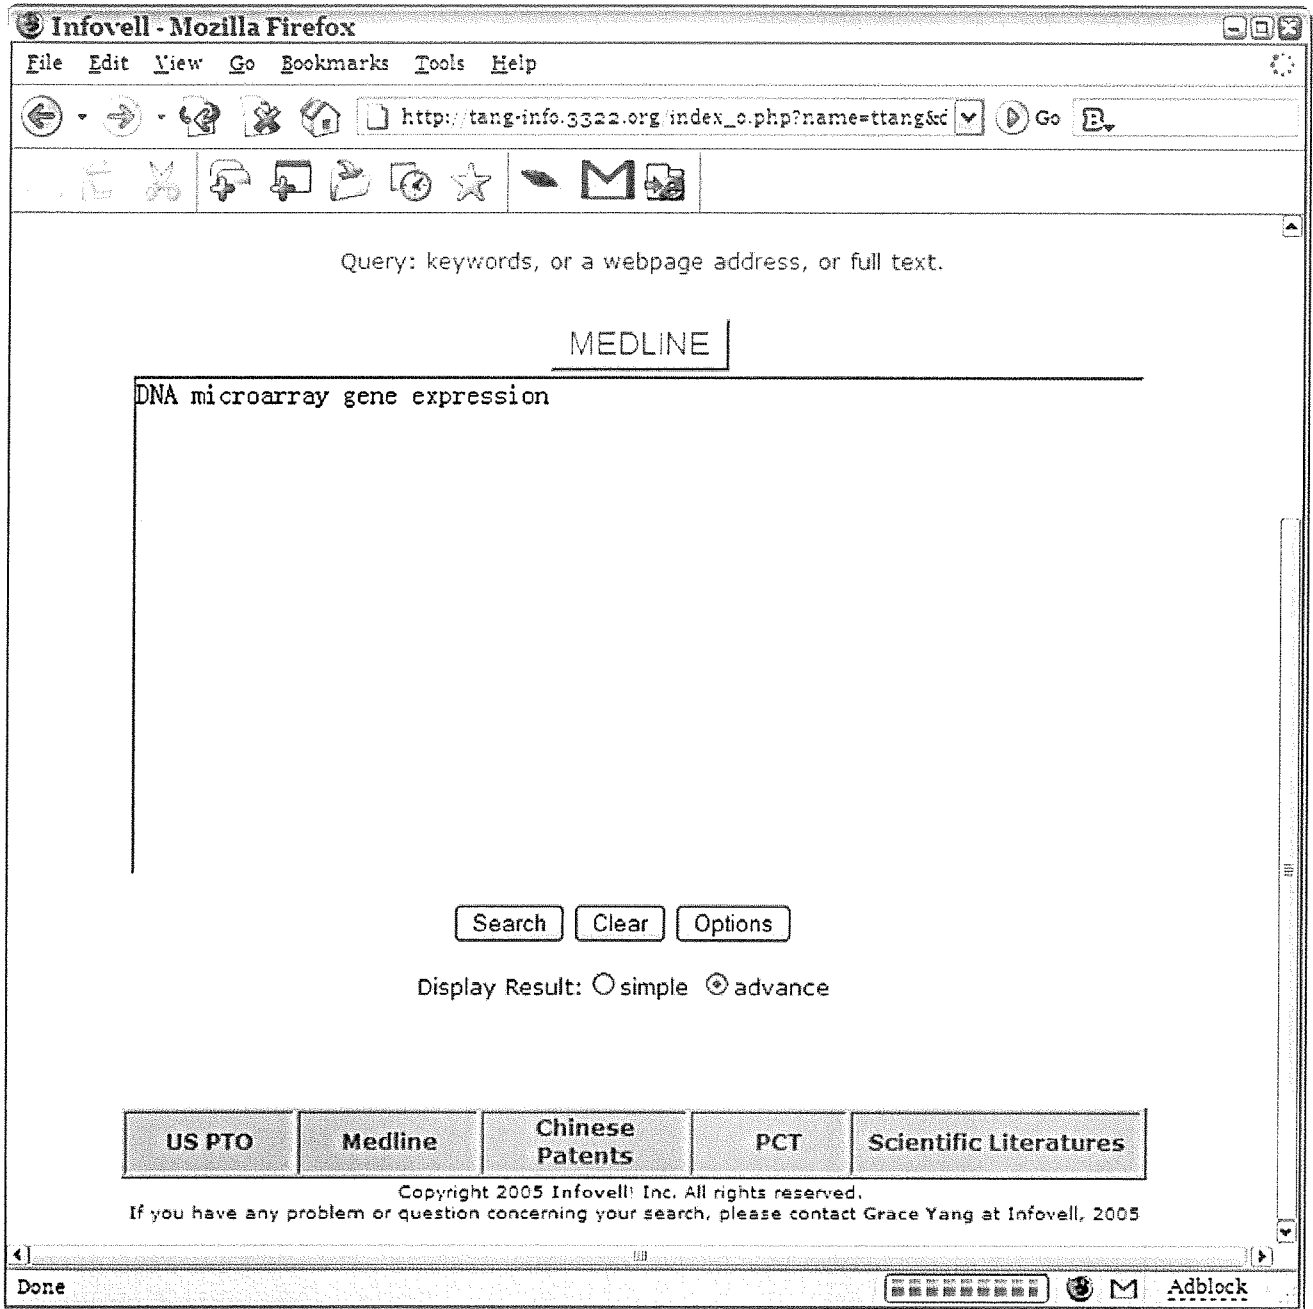 Infovell - Mozilla Firefox
File Edit View Go Bookmarks Tools Help
http://tang-info.3322.org/index_0.php?name=ttang&c Go
Query: keywords, or a webpage address, or full text.
MEDLiNE
DNA microarray gene expression
Search Clear Options
Display Result: simple advance
US PTO Medline Chinese Patents PCT Scientific Literatures
Copyright 2005 Infovell! Inc. All rights reserved.
If you have any problem or question concerning your search, please contact Grace Yang at Infovell, 2005
Done Adblock